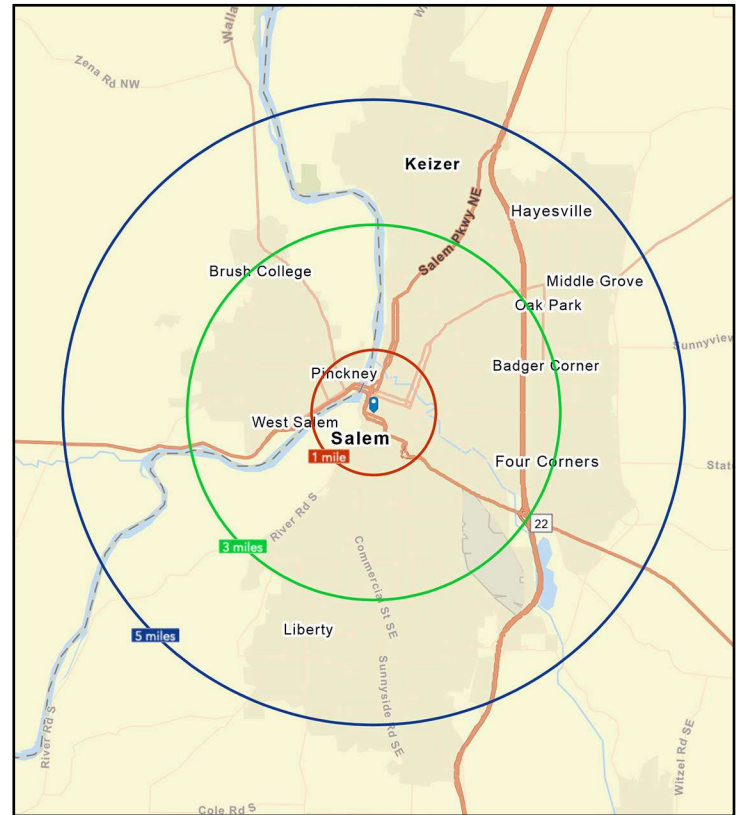 Walla
Zena Rd NW
Keizer
Salem Pkwy NE
Hayesville
Brush College
Middle Grove
Oak Park
Sunnyview
Pinckney
Badger Corner
West Salem
Salem
1 mile
Four Corners
State
River Rd S
22
3 miles
Commercial St SE
Liberty
5 miles
Sunnyside Rd SE
River Rd S
Witzel Rd SE
Cole Rd S